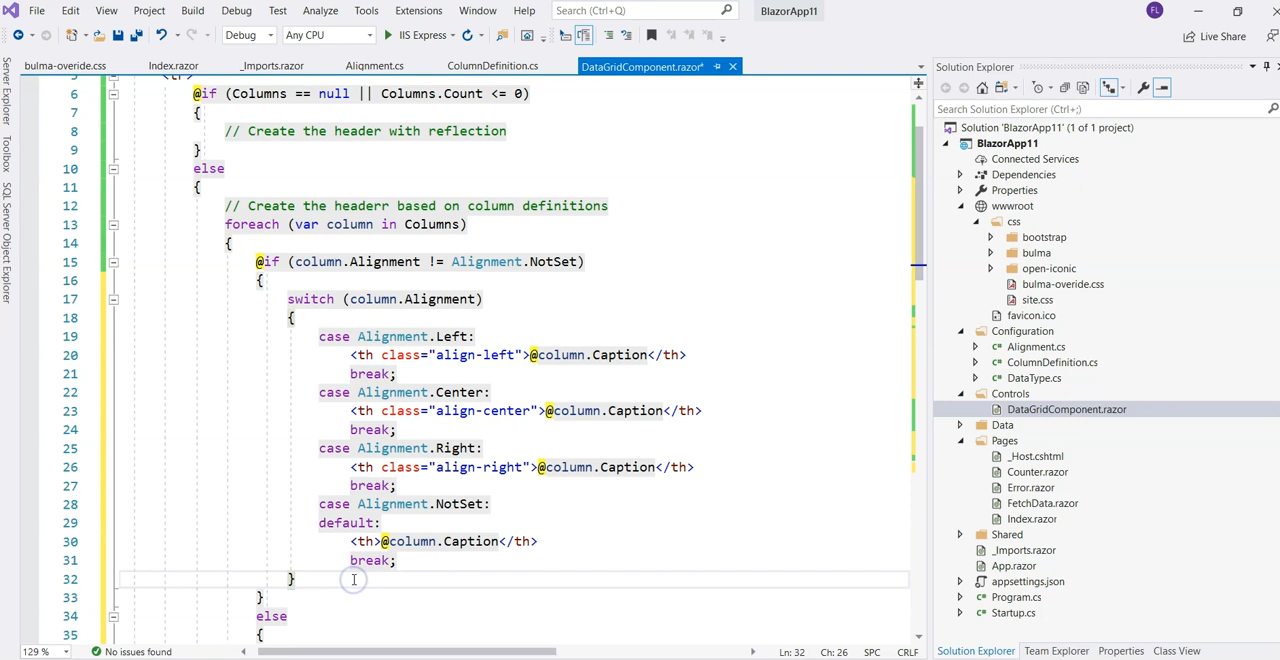 File Edit View Project Build Debug Test Analyze Tools Extensions Window Help Search (Ctrl+Q) BlazorApp11 FL
Debug Any CPU IIS Express Live Share
bulma-overide.css Index.razor _Imports.razor Alignment.cs ColumnDefinition.cs DataGridComponent.razor*
Server Explorer
Toolbox
SQL Server Object Explorer
5 <tr>
6 @if (Columns == null || Columns.Count <= 0)
7 {
8 // Create the header with reflection
9 }
10 else
11 {
12 // Create the headerr based on column definitions
13 foreach (var column in Columns)
14 {
15 @if (column.Alignment != Alignment.NotSet)
16 {
17 switch (column.Alignment)
18 {
19 case Alignment.Left:
20 <th class="align-left">@column.Caption</th>
21 break;
22 case Alignment.Center:
23 <th class="align-center">@column.Caption</th>
24 break;
25 case Alignment.Right:
26 <th class="align-right">@column.Caption</th>
27 break;
28 case Alignment.NotSet:
29 default:
30 <th>@column.Caption</th>
31 break;
32 }
33 }
34 else
35 {
129 % No issues found Ln: 32 Ch: 26 SPC CRLF
Solution Explorer
Search Solution Explorer (Ctrl+;)
Solution 'BlazorApp11' (1 of 1 project)
BlazorApp11
Connected Services
Dependencies
Properties
wwwroot
css
bootstrap
bulma
open-iconic
bulma-overide.css
site.css
favicon.ico
Configuration
Alignment.cs
ColumnDefinition.cs
DataType.cs
Controls
DataGridComponent.razor
Data
Pages
_Host.cshtml
Counter.razor
Error.razor
FetchData.razor
Index.razor
Shared
_Imports.razor
App.razor
appsettings.json
Program.cs
Startup.cs
Solution Explorer Team Explorer Properties Class View